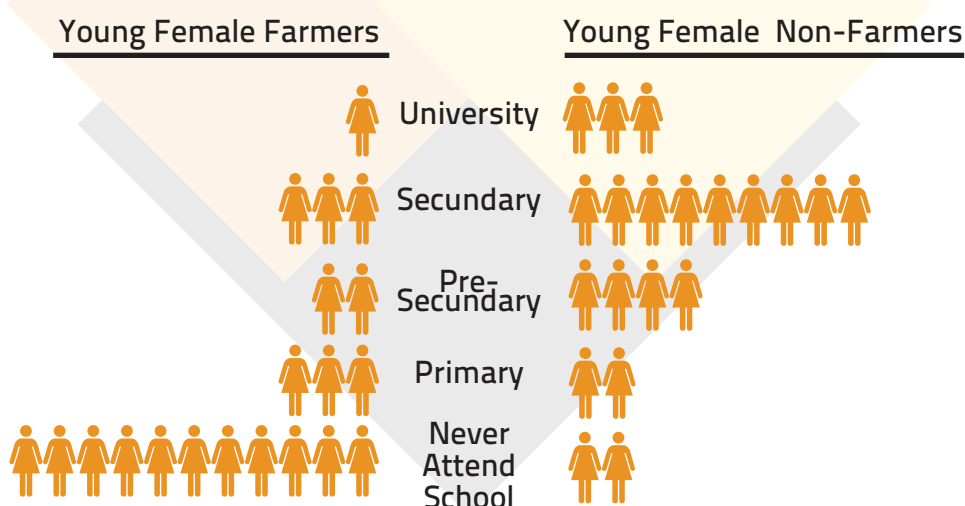 Young Female Farmers
Young Female Non-Farmers
University
Secundary
Pre-
Secundary
Primary
Never
Attend
School